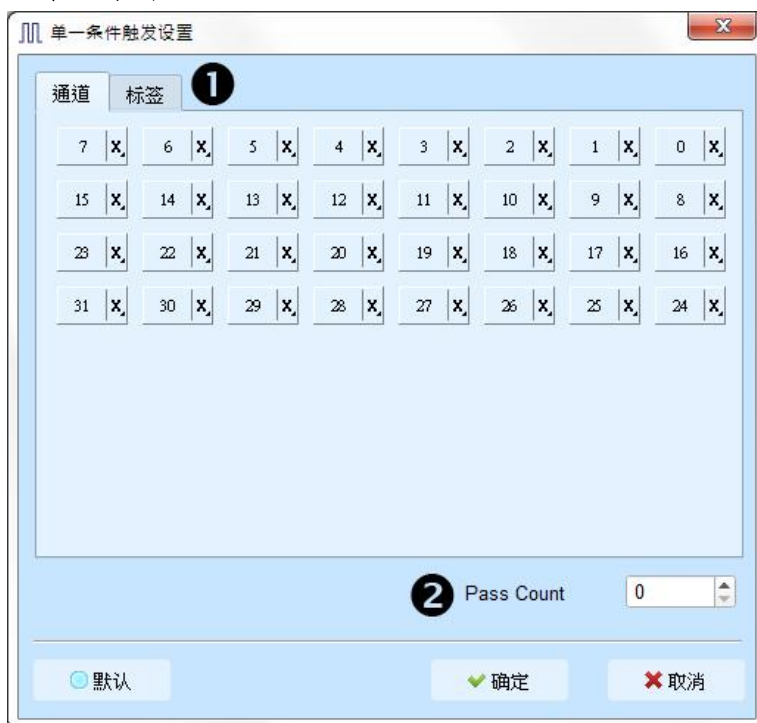 单一条件触发设置
通道 标签 ❶
7 X 6 X 5 X 4 X 3 X 2 X 1 X 0 X
15 X 14 X 13 X 12 X 11 X 10 X 9 X 8 X
23 X 22 X 21 X 20 X 19 X 18 X 17 X 16 X
31 X 30 X 29 X 28 X 27 X 26 X 25 X 24 X
❷ Pass Count 0
默认 确定 取消